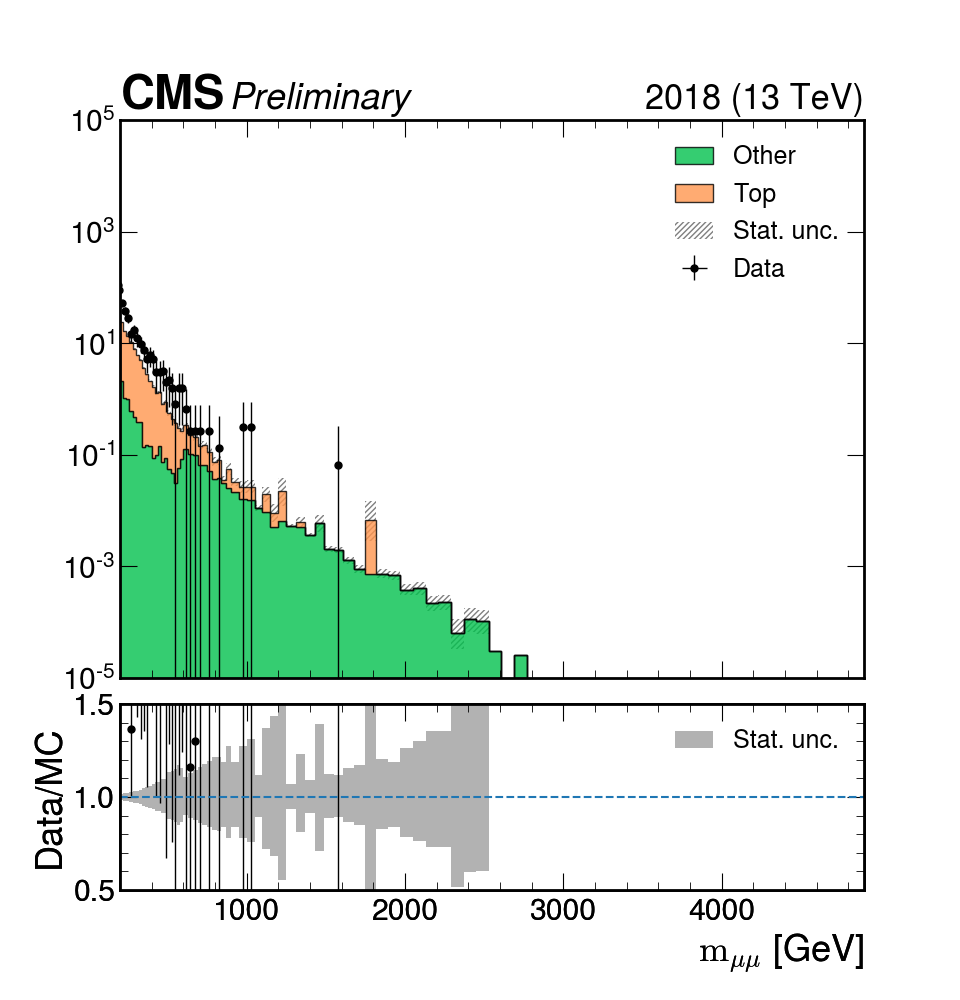 CMS Preliminary 2018 (13 TeV)
10^5
10^3
10^1
10^-1
10^-3
10^-5
Other
Top
Stat. unc.
Data
Data/MC
1.5
1.0
0.5
Stat. unc.
1000 2000 3000 4000
m_μμ [GeV]